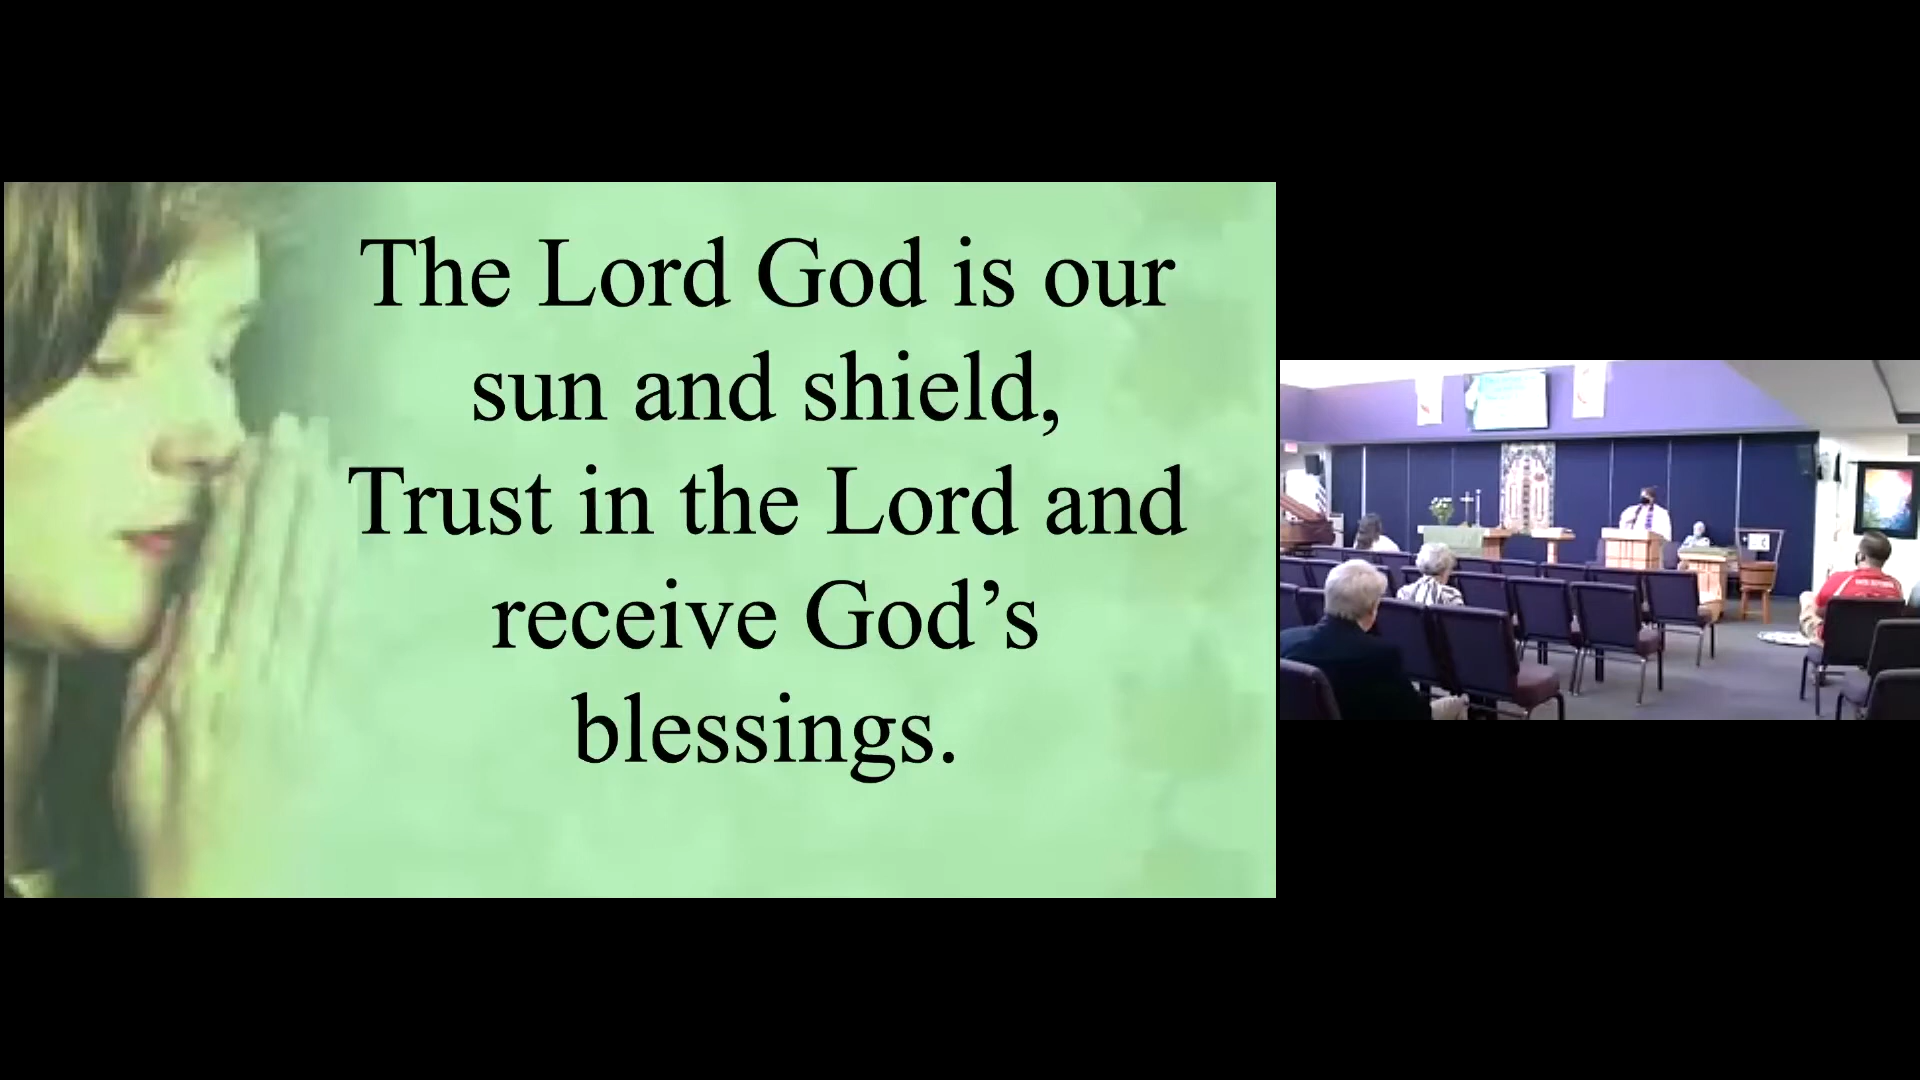 The Lord God is our
sun and shield,
Trust in the Lord and
receive God’s
blessings.